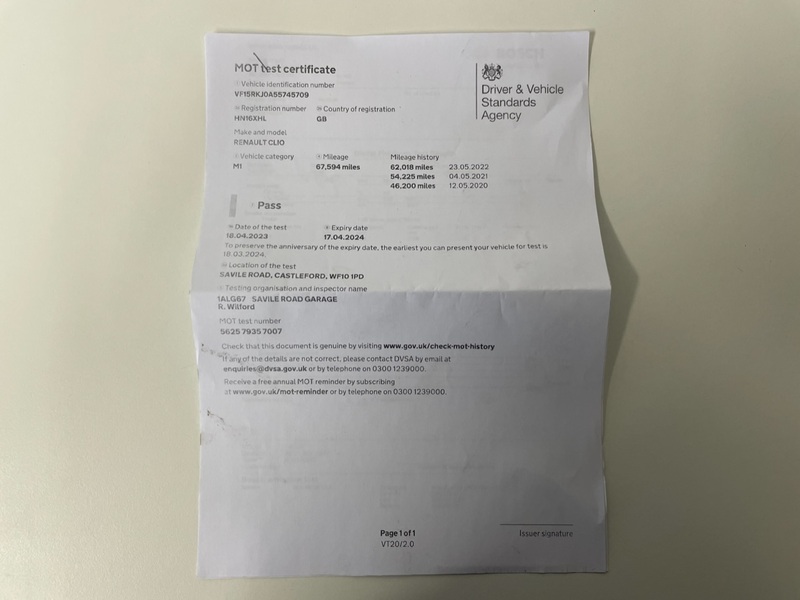 MOT test certificate
Driver & Vehicle
Standards
Agency
Vehicle identification number
VF15RKJ0A55745709
Registration number
Country of registration
HN16XHL
GB
Make and model
RENAULT CLIO
Vehicle category
Mileage
Mileage history
M1
67,594 miles
62,018 miles 23.05.2022
54,225 miles 04.05.2021
46,200 miles 12.05.2020
Pass
Date of the test
Expiry date
18.04.2023
17.04.2024
To preserve the anniversary of the expiry date, the earliest you can present your vehicle for test is
18.03.2024.
Location of the test
SAVILE ROAD, CASTLEFORD, WF10 1PD
Testing organisation and inspector name
1ALG67 SAVILE ROAD GARAGE
R. Wilford
MOT test number
5625 7935 7007
Check that this document is genuine by visiting www.gov.uk/check-mot-history
If any of the details are not correct, please contact DVSA by email at
enquiries@dvsa.gov.uk or by telephone on 0300 1239000.
Receive a free annual MOT reminder by subscribing
at www.gov.uk/mot-reminder or by telephone on 0300 1239000.
Page 1 of 1
VT20/2.0
Issuer signature